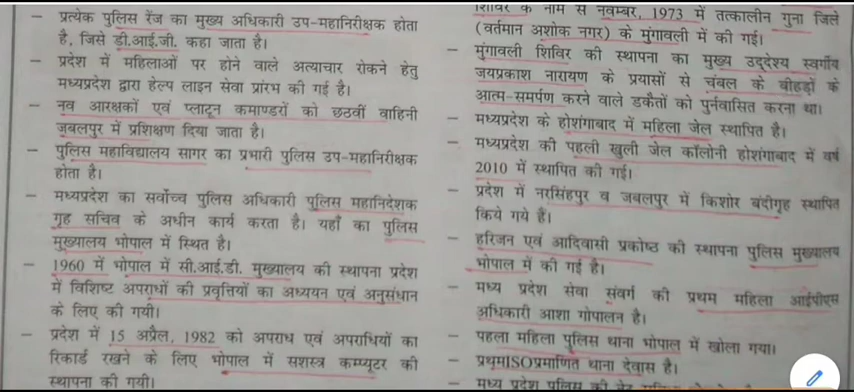 – प्रत्येक पुलिस रेंज का मुख्य अधिकारी उप-महानिरीक्षक होता
है, जिसे डी.आई.जी. कहा जाता है।
– प्रदेश में महिलाओं पर होने वाले अत्याचार रोकने हेतु
मध्यप्रदेश द्वारा हेल्प लाइन सेवा प्रारंभ की गई है।
– नव आरक्षकों एवं प्लाटून कमाण्डरों को छठवीं वाहिनी
जबलपुर में प्रशिक्षण दिया जाता है।
– पुलिस महाविद्यालय सागर का प्रभारी पुलिस उप-महानिरीक्षक
होता है।
– मध्यप्रदेश का सर्वोच्च पुलिस अधिकारी पुलिस महानिदेशक
गृह सचिव के अधीन कार्य करता है। यहाँ का पुलिस
मुख्यालय भोपाल में स्थित है।
– 1960 में भोपाल में सी.आई.डी. मुख्यालय की स्थापना प्रदेश
में विशिष्ट अपराधों की प्रवृत्तियों का अध्ययन एवं अनुसंधान
के लिए की गयी।
– प्रदेश में 15 अप्रैल, 1982 को अपराध एवं अपराधियों का
रिकार्ड रखने के लिए भोपाल में सशस्त्र कम्प्यूटर की
स्थापना की गयी।
शिविर के नाम से नवम्बर, 1973 में तत्कालीन गुना जिले
(वर्तमान अशोक नगर) के मुंगावली में की गई।
– मुंगावली शिविर की स्थापना का मुख्य उद्देश्य स्वर्गीय
जयप्रकाश नारायण के प्रयासों से चंबल के बीहड़ों के
आत्म-समर्पण करने वाले डकैतों को पुर्नवासित करना था।
– मध्यप्रदेश के होशंगाबाद में महिला जेल स्थापित है।
– मध्यप्रदेश की पहली खुली जेल कॉलोनी होशंगाबाद में वर्ष
2010 में स्थापित की गई।
– प्रदेश में नरसिंहपुर व जबलपुर में किशोर बंदीगृह स्थापित
किये गये हैं।
– हरिजन एवं आदिवासी प्रकोष्ठ की स्थापना पुलिस मुख्यालय
भोपाल में की गई है।
– मध्य प्रदेश सेवा संवर्ग की प्रथम महिला आईपीएस
अधिकारी आशा गोपालन है।
– पहला महिला पुलिस थाना भोपाल में खोला गया।
– प्रथमISOप्रमाणित थाना देवास है।
– मध्य प्रदेश पुलिस की